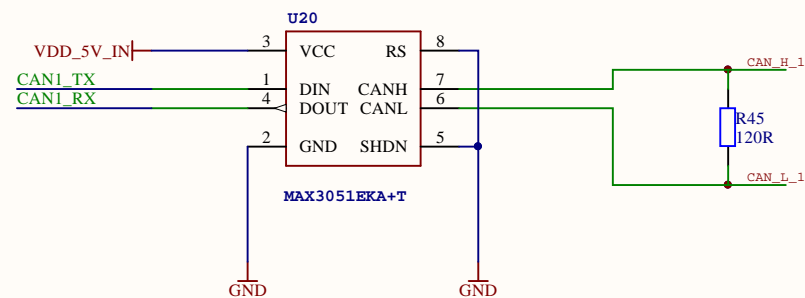 U20
VDD_5V_IN 3 VCC RS 8
CAN_H_1
CAN1_TX 1 DIN CANH 7
CAN1_RX 4 DOUT CANL 6
R45
120R
2 GND SHDN 5
CAN_L_1
MAX3051EKA+T
GND GND